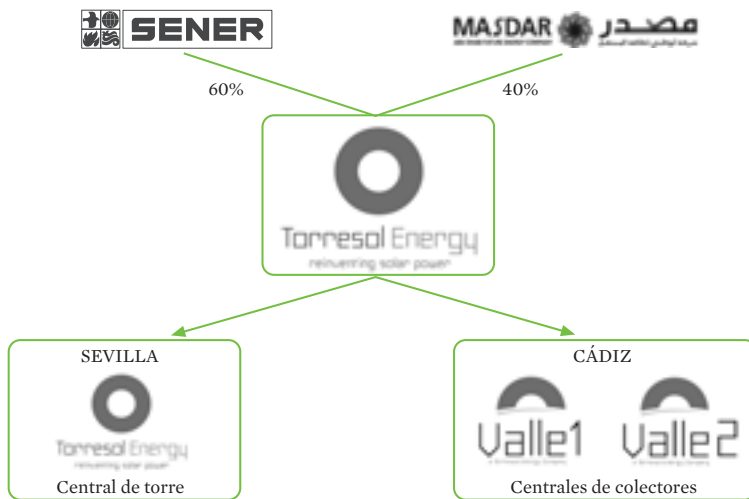 SENER
MASDAR مصدر
60%
40%
Torresol Energy
reinventing solar power
SEVILLA
Torresol Energy
reinventing solar power
Central de torre
CÁDIZ
Valle1
Valle2
Centrales de colectores